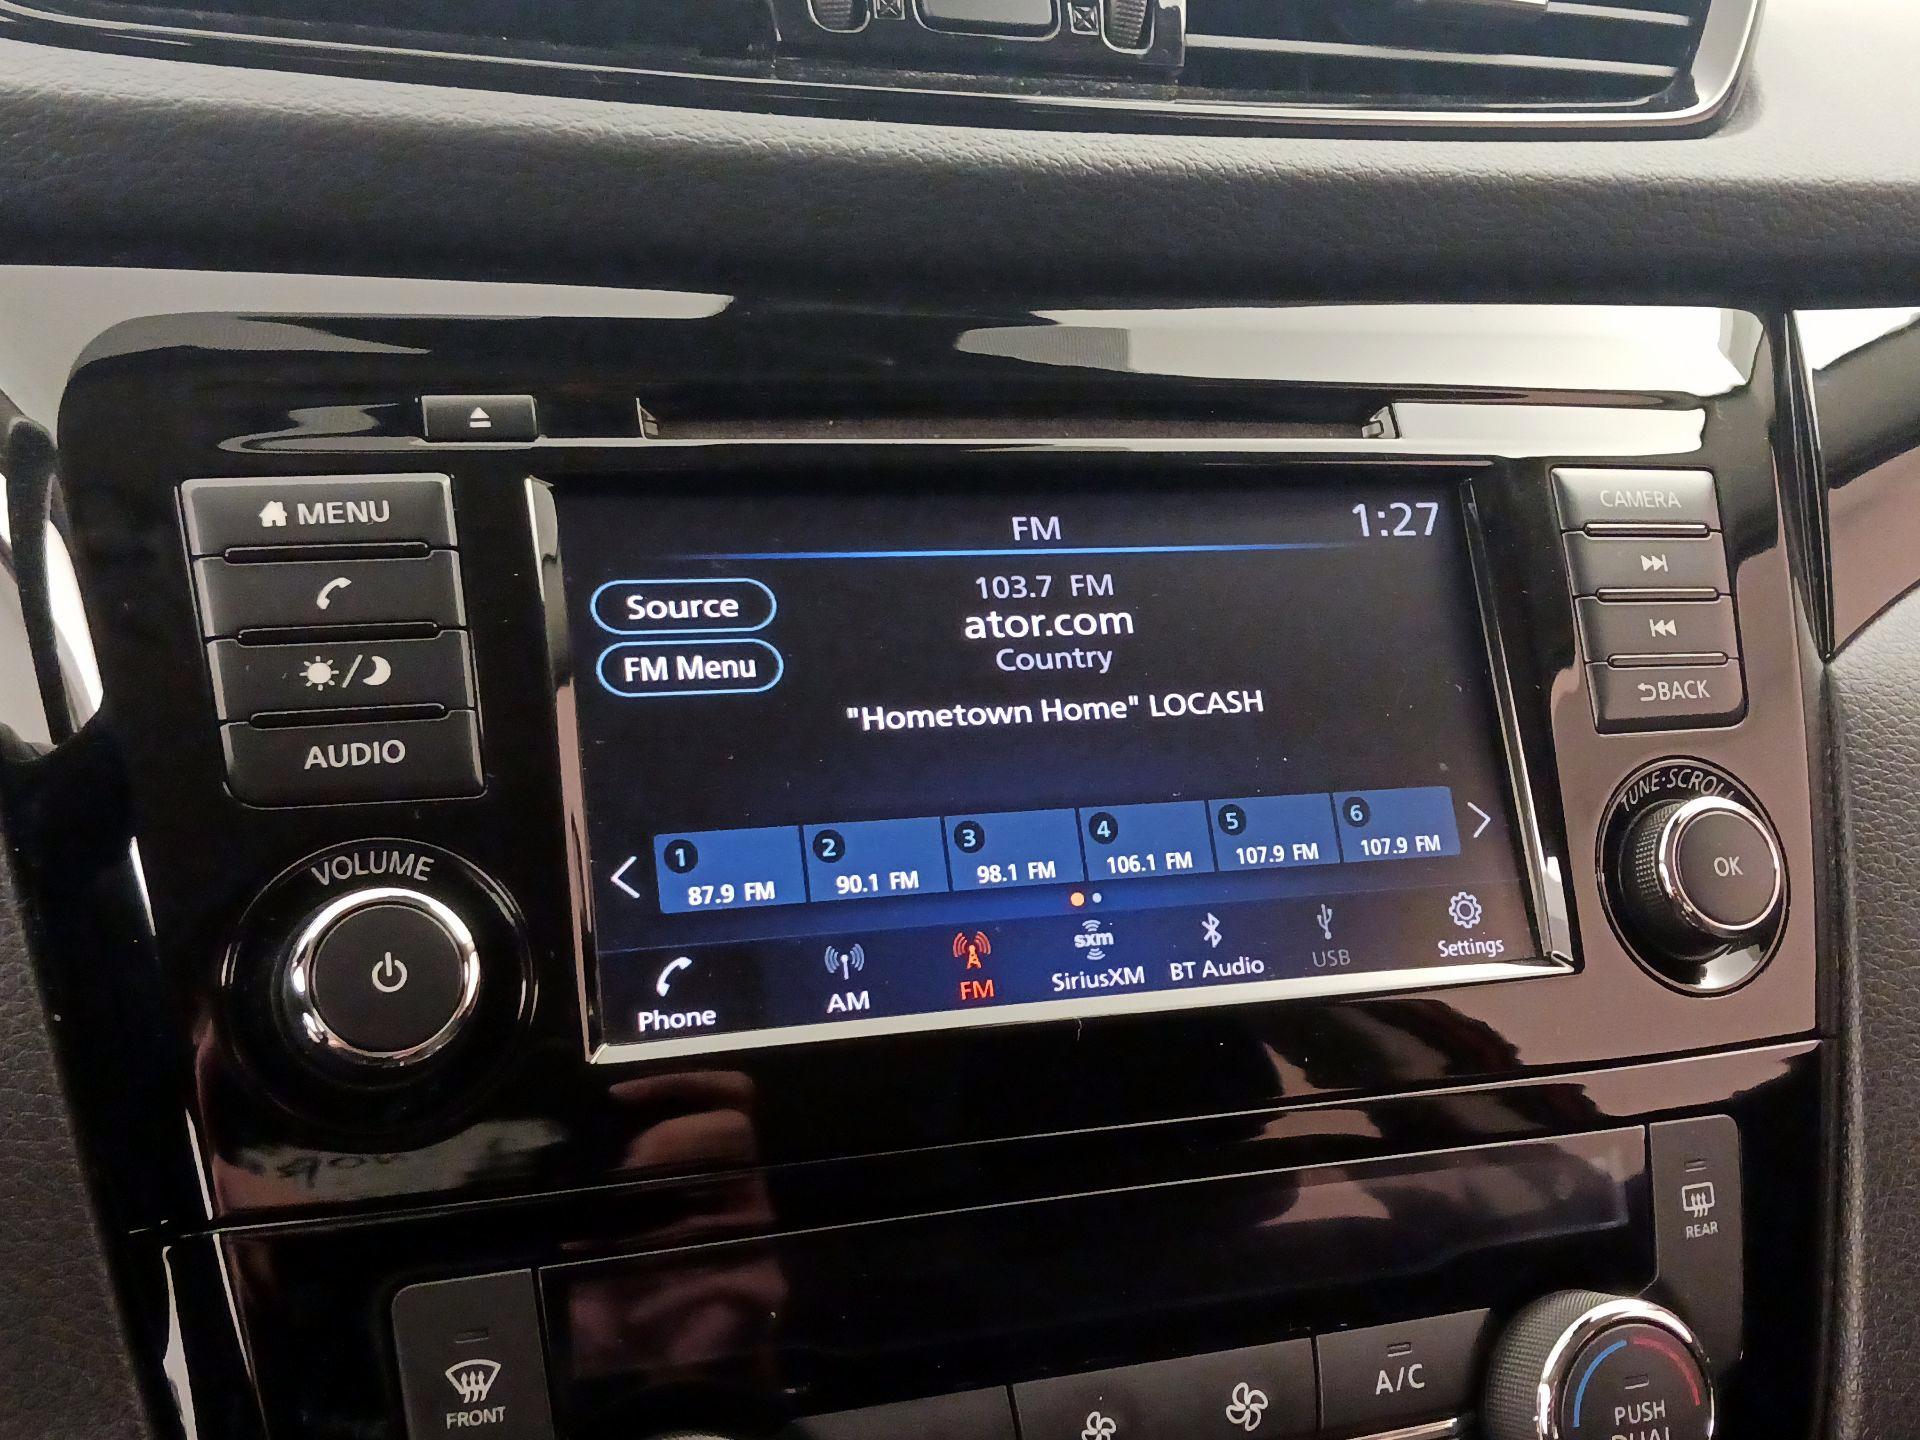 MENU
AUDIO
VOLUME
FM
1:27
Source
FM Menu
103.7 FM
ator.com
Country
"Hometown Home" LOCASH
1
87.9 FM
2
90.1 FM
3
98.1 FM
4
106.1 FM
5
107.9 FM
6
107.9 FM
Phone
AM
FM
sxm
SiriusXM
BT Audio
USB
Settings
CAMERA
BACK
TUNE·SCROLL
OK
REAR
FRONT
A/C
PUSH
DUAL